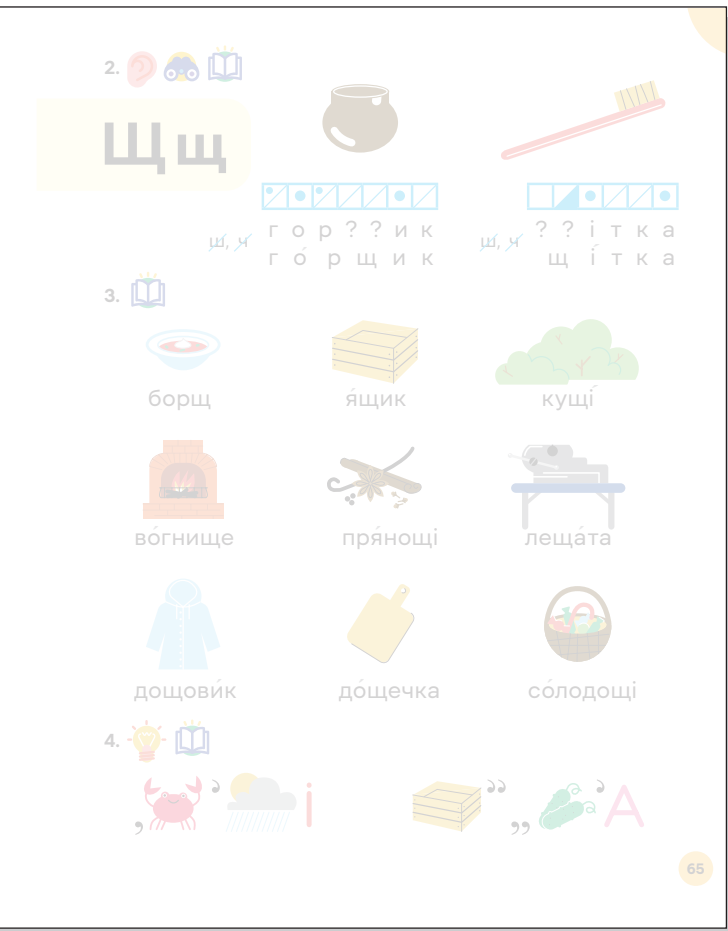 2.
Щ щ
г о р ? ? и к
ш, ч
г о́ р щ и к
? ? і т к а
ш, ч
щ і́ т к а
3.
борщ
я́щик
кущі́
во́гнище
пря́нощі
леща́та
дощови́к
до́щечка
со́лодощі
4.
, ’ і
’’ ,, ’ А
65